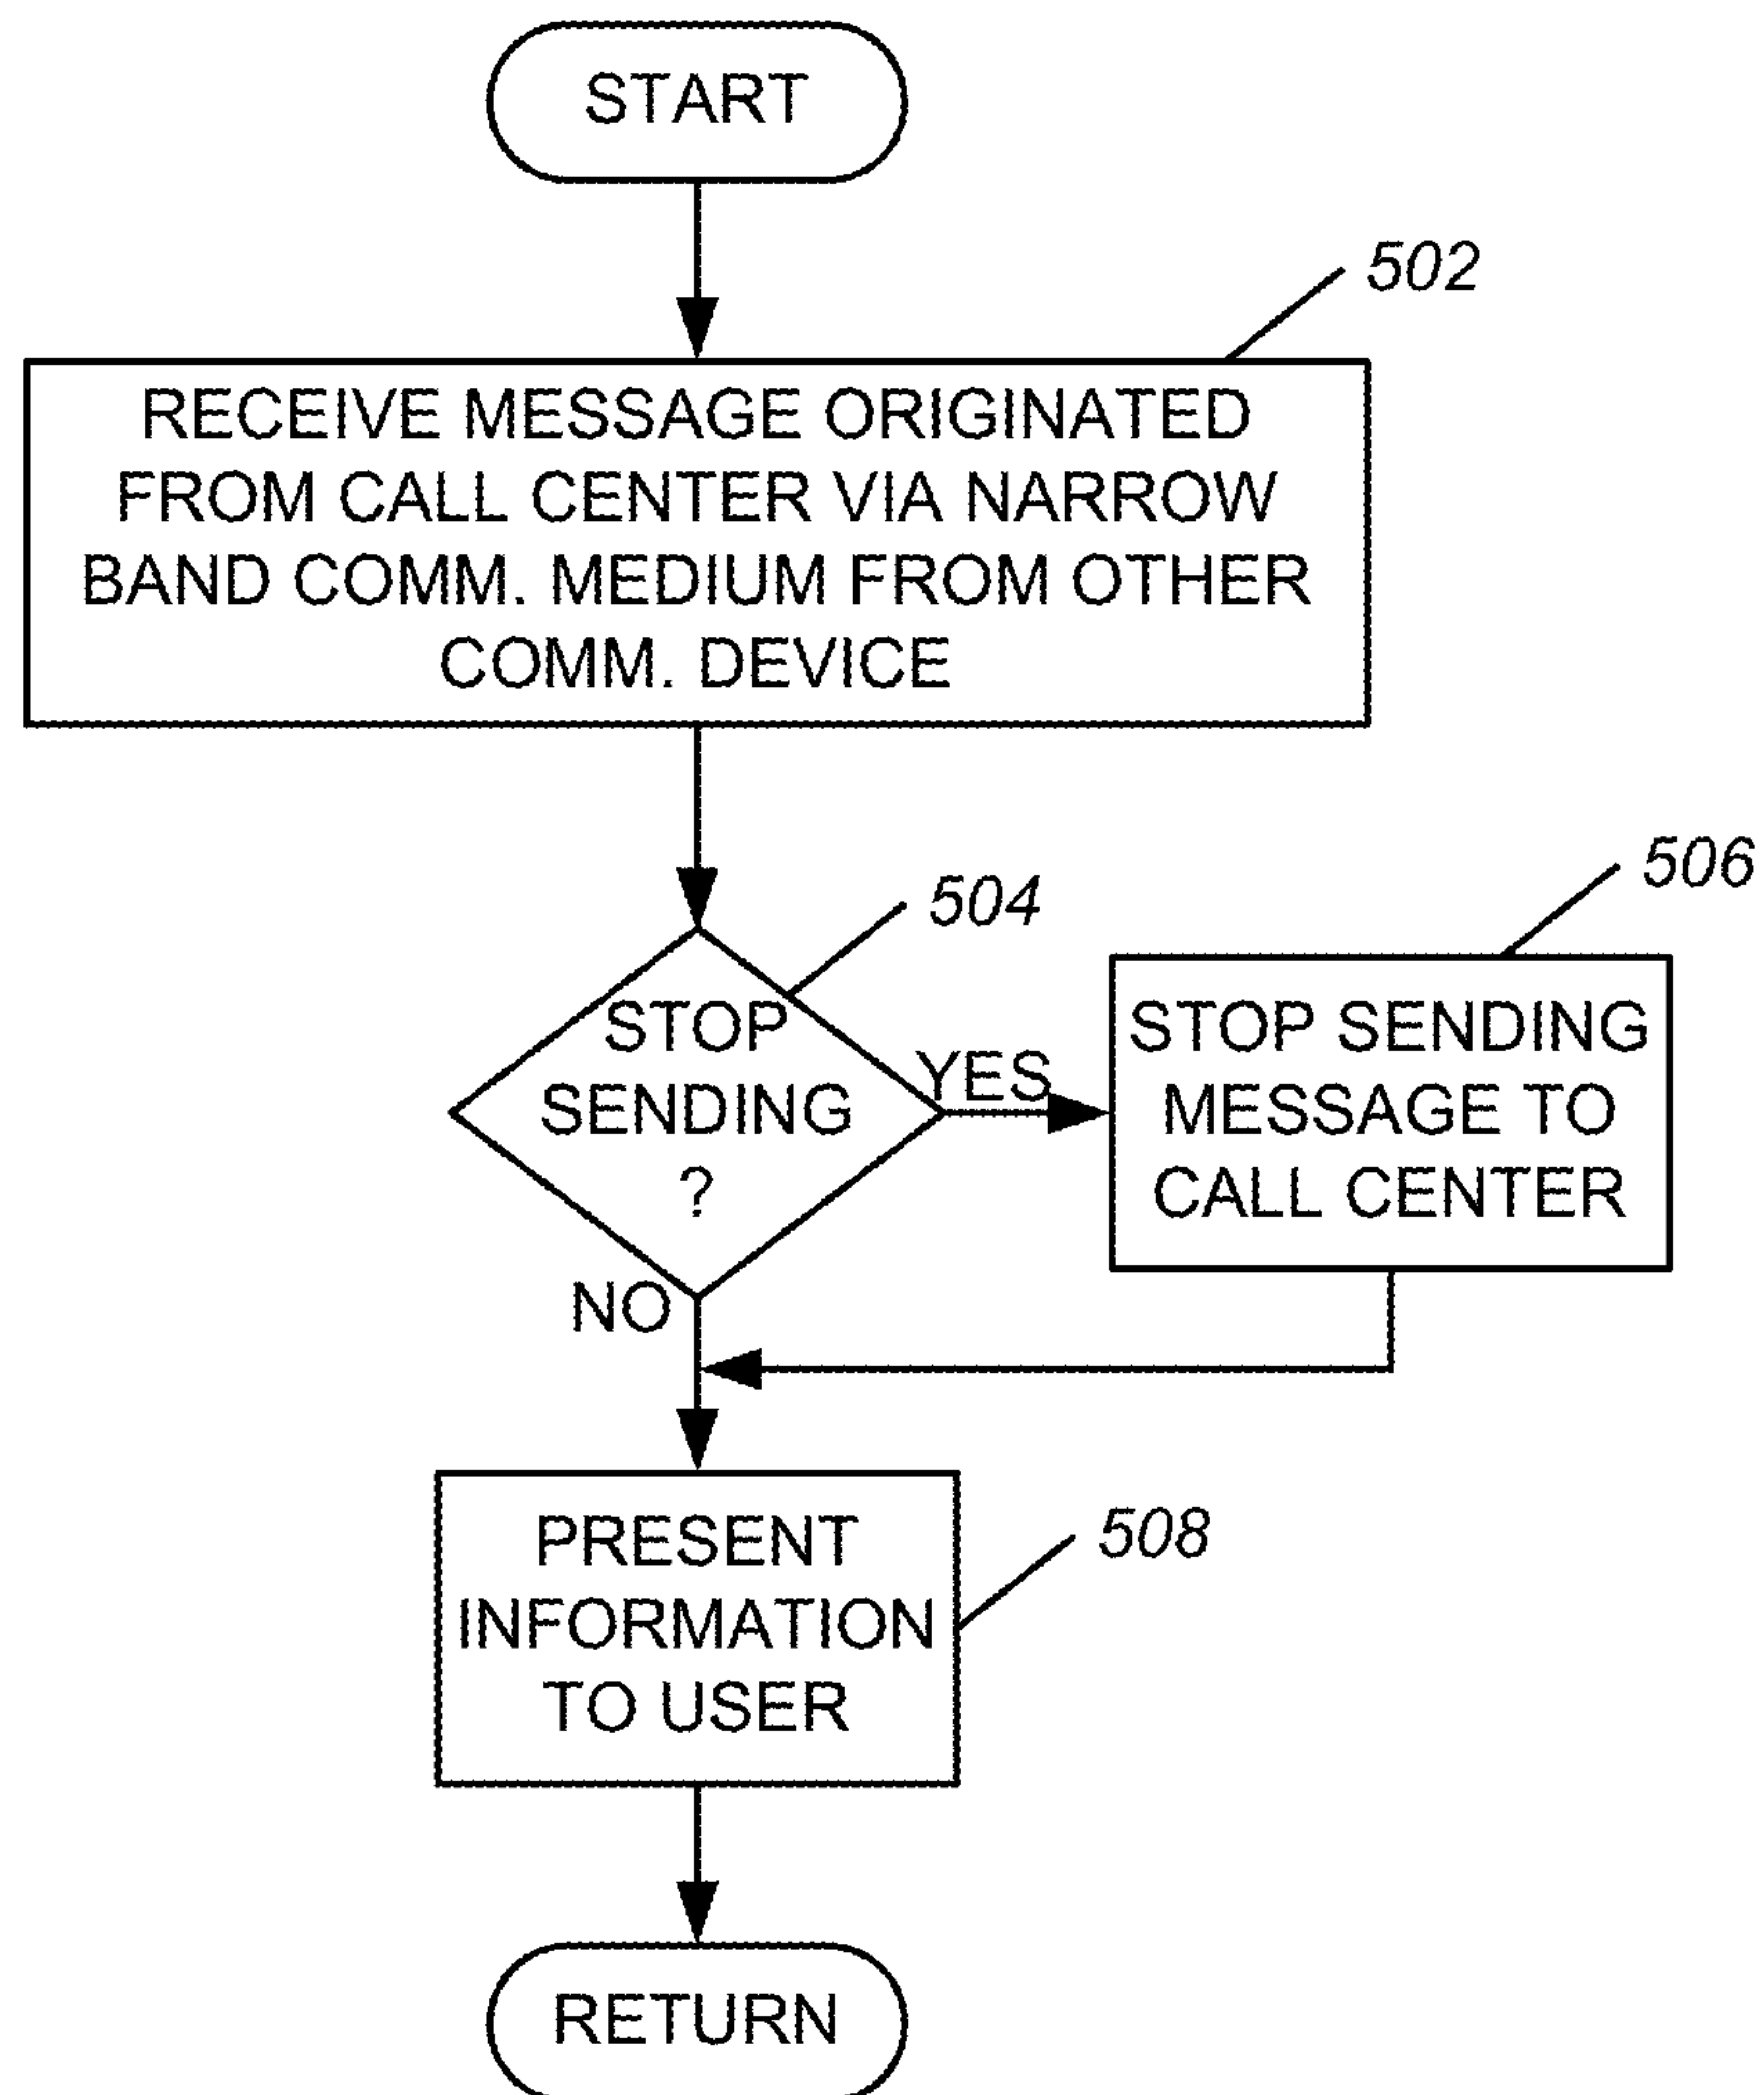 START
502
RECEIVE MESSAGE ORIGINATED
FROM CALL CENTER VIA NARROW
BAND COMM. MEDIUM FROM OTHER
COMM. DEVICE
504
506
STOP
SENDING
?
YES
STOP SENDING
MESSAGE TO
CALL CENTER
NO
PRESENT
INFORMATION
TO USER
508
RETURN